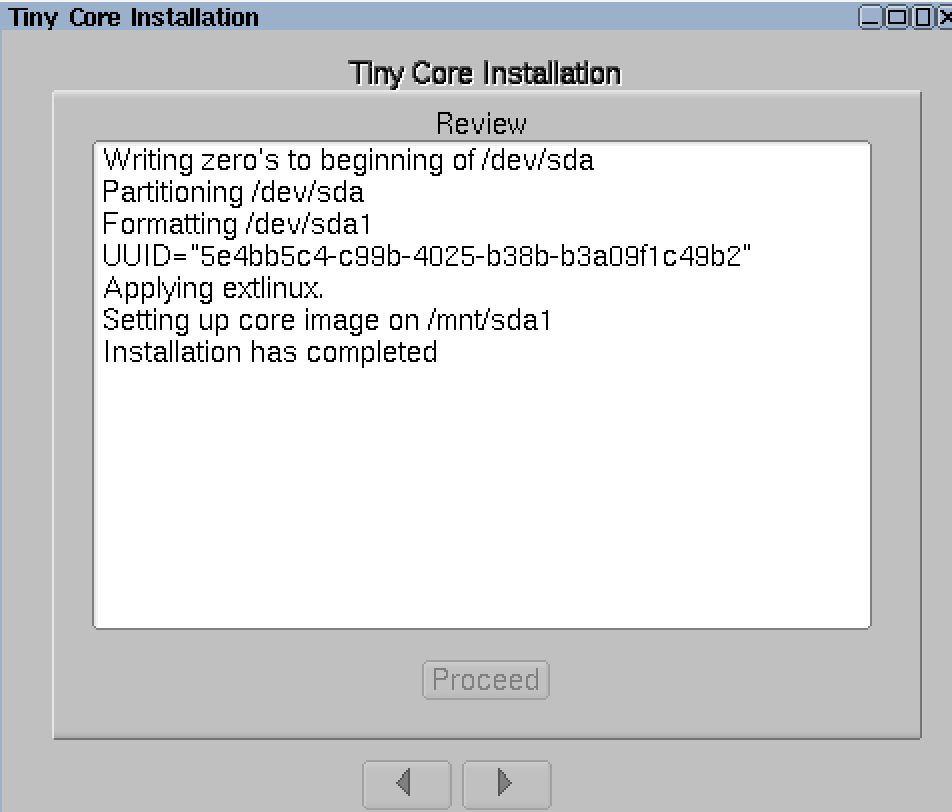 Tiny Core Installation
Tiny Core Installation
Review
Writing zero's to beginning of /dev/sda
Partitioning /dev/sda
Formatting /dev/sda1
UUID="5e4bb5c4-c99b-4025-b38b-b3a09f1c49b2"
Applying extlinux.
Setting up core image on /mnt/sda1
Installation has completed
Proceed